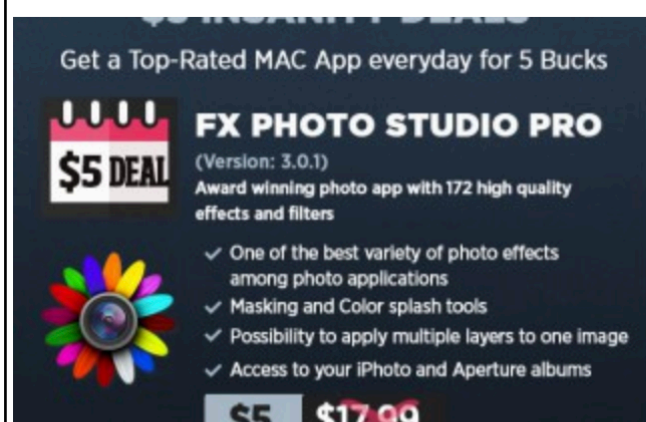 $5 INSANITY DEALS
Get a Top-Rated MAC App everyday for 5 Bucks
$5 DEAL
FX PHOTO STUDIO PRO
(Version: 3.0.1)
Award winning photo app with 172 high quality
effects and filters
One of the best variety of photo effects
among photo applications
Masking and Color splash tools
Possibility to apply multiple layers to one image
Access to your iPhoto and Aperture albums
$5 $17.99